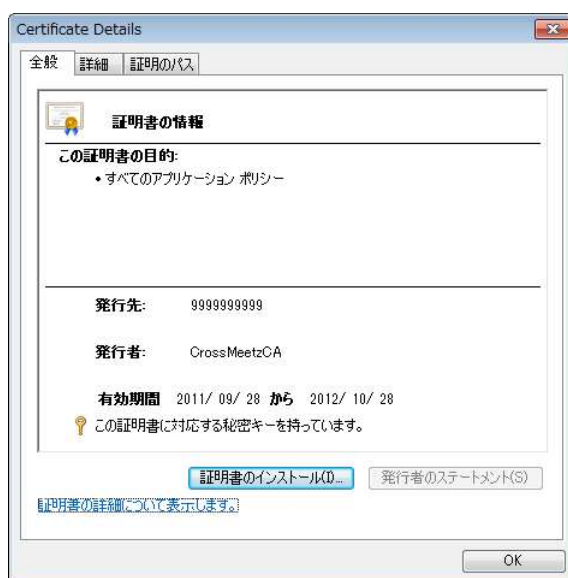 Certificate Details
全般 詳細 証明のパス
証明書の情報
この証明書の目的:
• すべてのアプリケーション ポリシー
発行先: 9999999999
発行者: CrossMeetzCA
有効期間 2011/ 09/ 28 から 2012/ 10/ 28
この証明書に対応する秘密キーを持っています。
証明書のインストール(I)... 発行者のステートメント(S)
証明書の詳細について表示します。
OK